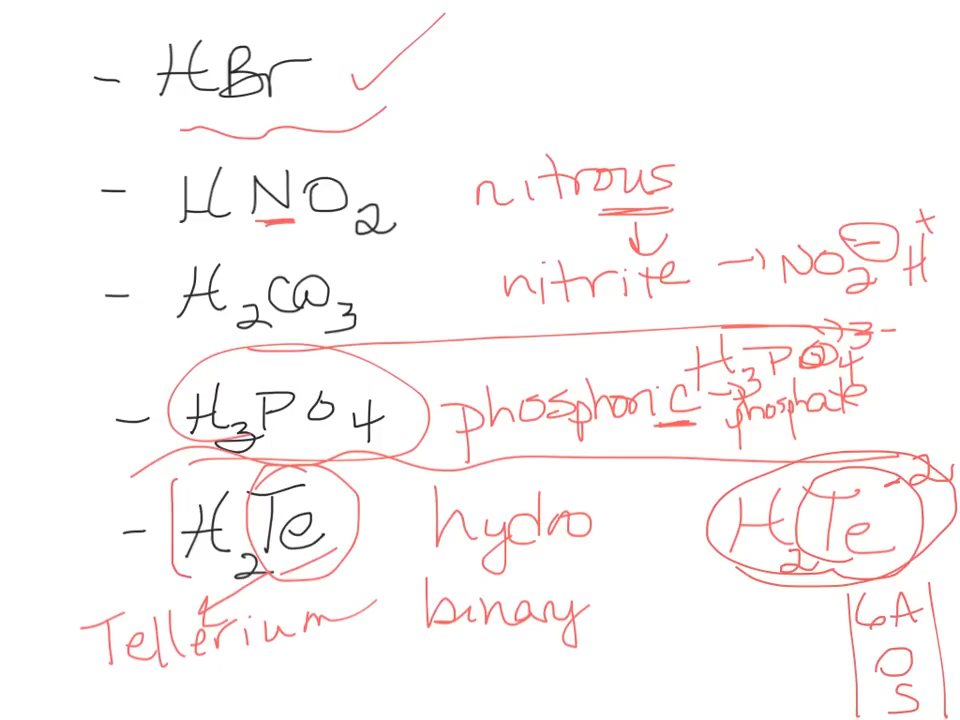 - HBr
- HNO2 nitrous
nitrite → NO2⁻ H⁺
- H2CO3
- H3PO4 phosphoric → H3PO4 3-
phosphate
- H2Te hydro H2Te -2
Tellerium binary 6A
O
S